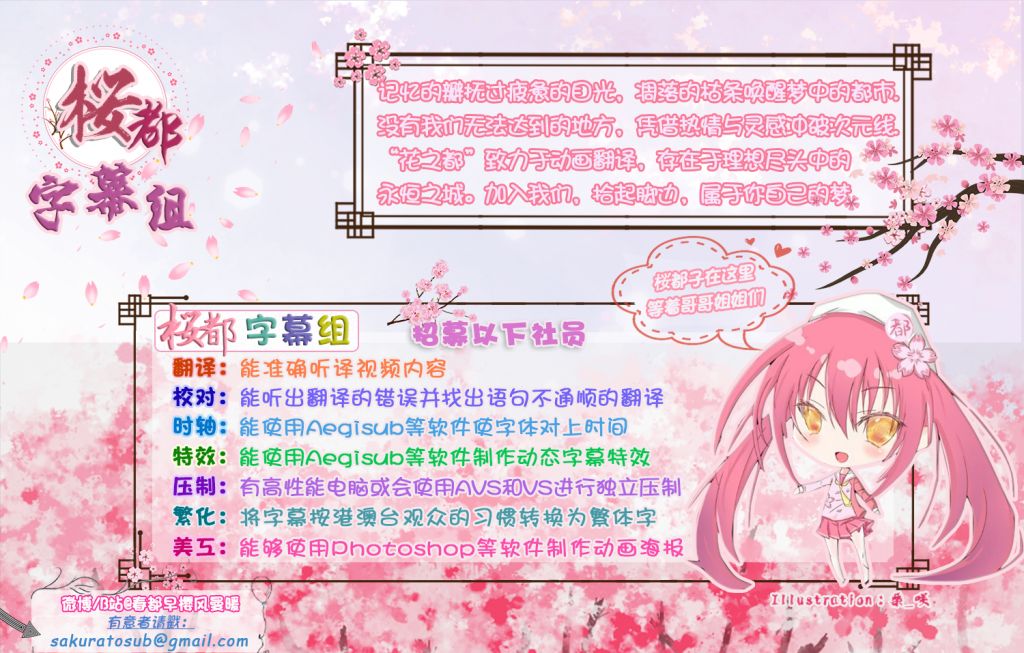 桜都
字幕组
记忆的瓣抚过疲惫的目光，凋落的枯条唤醒梦中的都市.
没有我们无法达到的地方，凭借热情与灵感冲破次元线
“花之都”致力于动画翻译，存在于理想尽头中的
永恒之城。加入我们，拾起脚边，属于你自己的梦
桜都子在这里
等着哥哥姐姐们
桜都字幕组
招募以下社员
都
翻译：能准确听译视频内容
校对：能听出翻译的错误并找出语句不通顺的翻译
时轴：能使用Aegisub等软件使字体对上时间
特效：能使用Aegisub等软件制作动态字幕特效
压制：有高性能电脑或会使用AVS和VS进行独立压制
繁化：将字幕按港澳台观众的习惯转换为繁体字
美工：能够使用Photoshop等软件制作动画海报
Illustration：柒_咲
微博/B站@春都早樱风雾暖
有意者请戳：_
sakuratosub@gmail.com